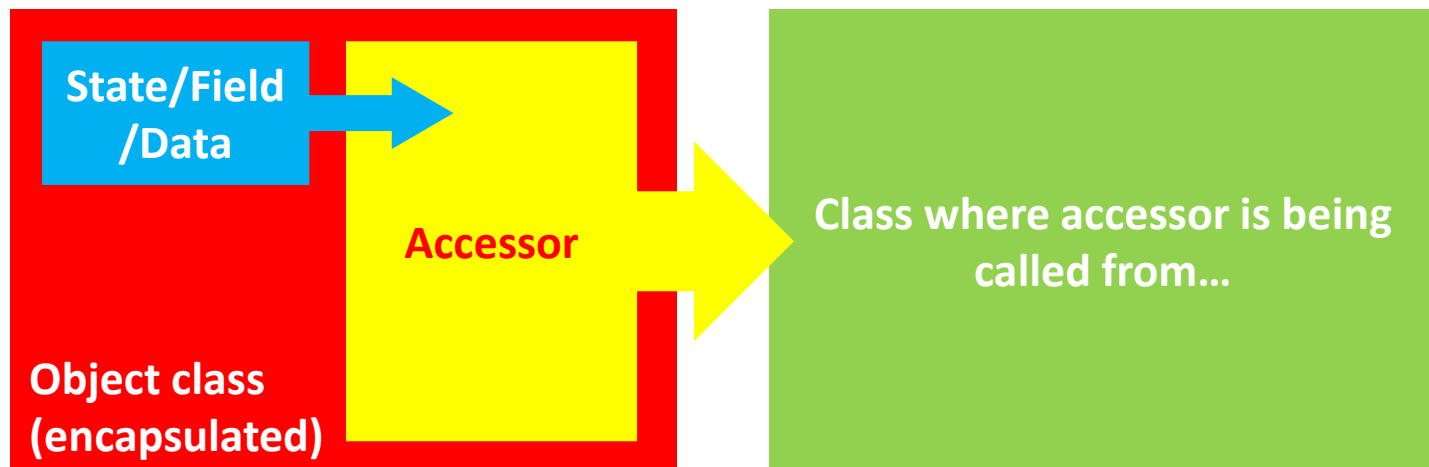 State/Field
/Data
Accessor
Object class
(encapsulated)
Class where accessor is being
called from…